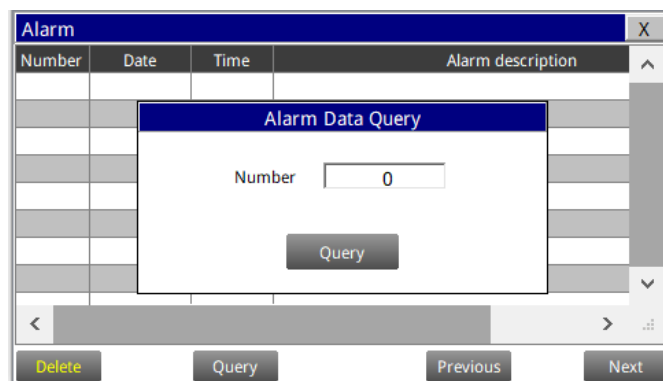 Alarm X
Number Date Time Alarm description
Alarm Data Query
Number 0
Query
Delete Query Previous Next